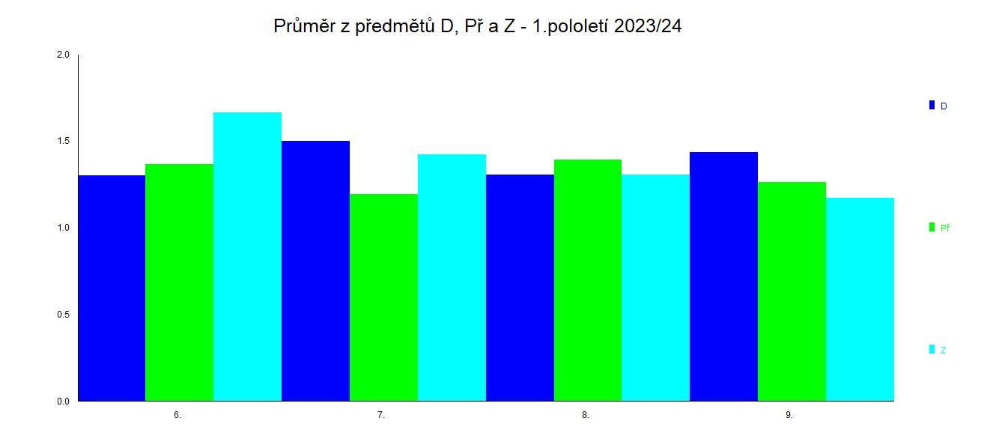 Průměr z předmětů D, Př a Z - 1.pololetí 2023/24
2.0
1.5
1.0
0.5
0.0
6.
7.
8.
9.
D
Př
Z